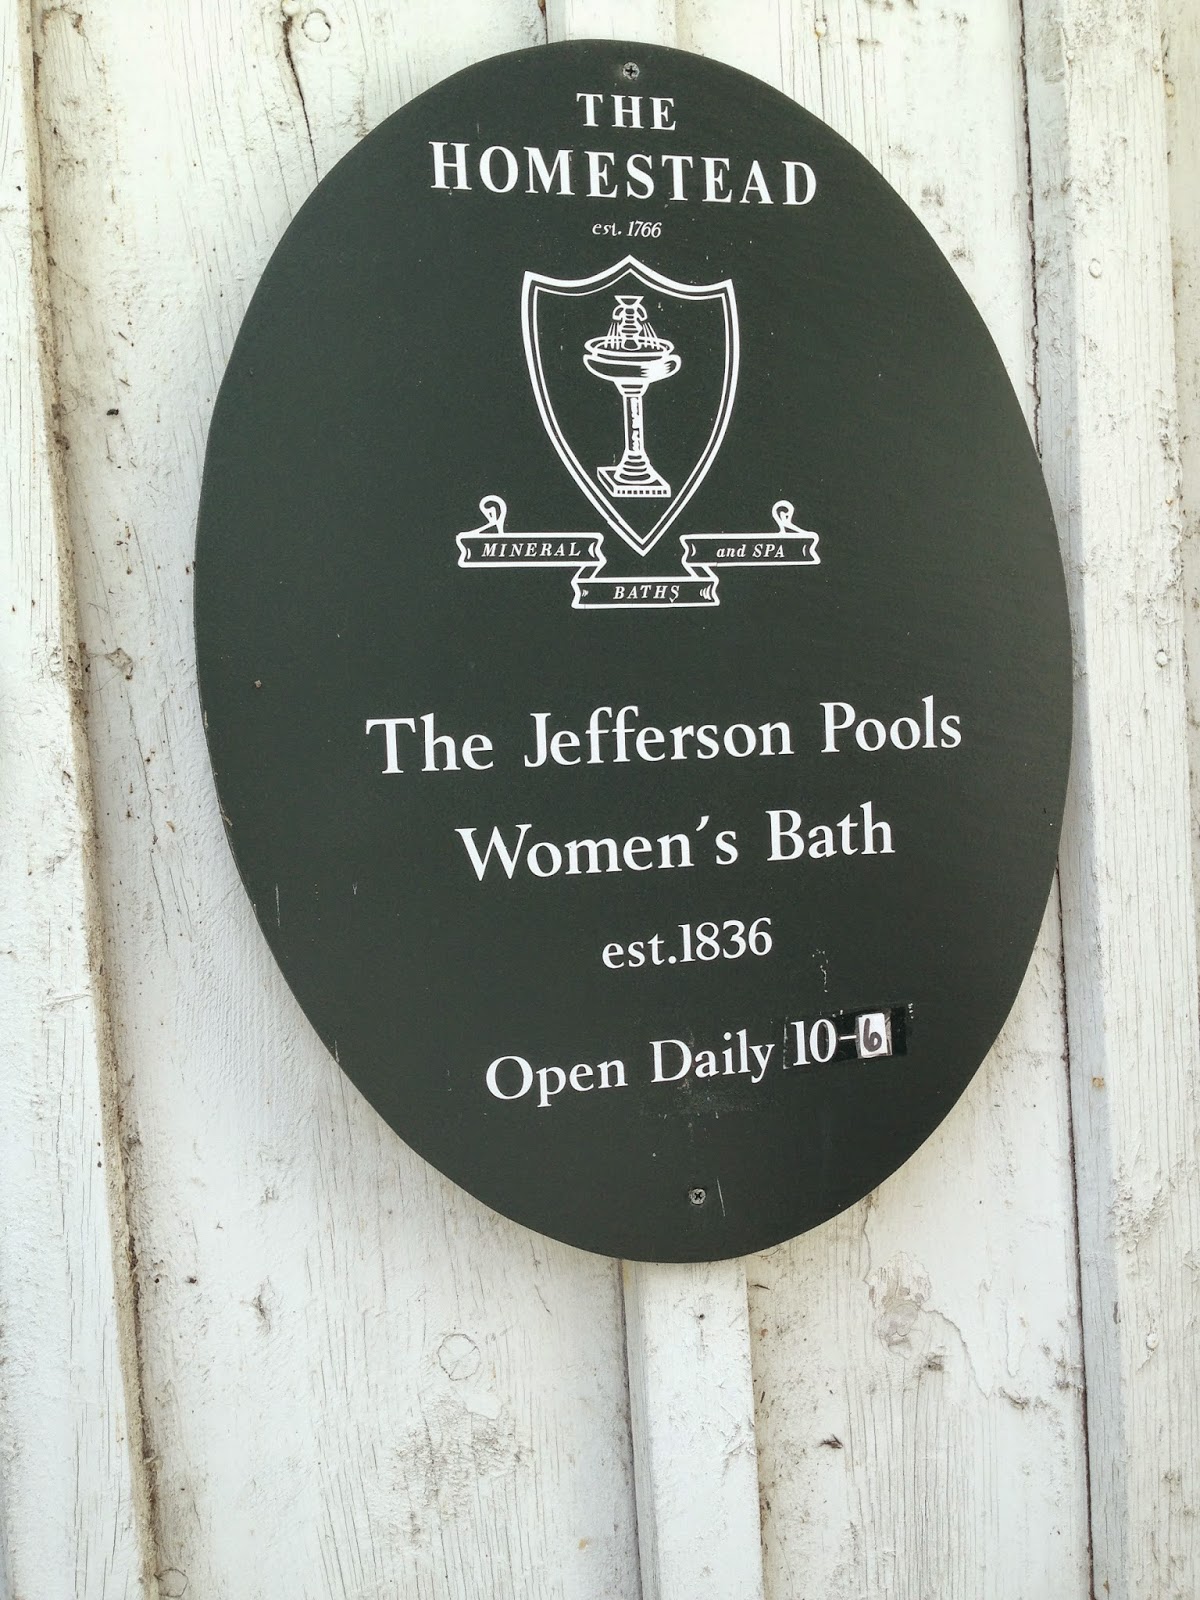 THE
HOMESTEAD
est. 1766
MINERAL
BATHS
and SPA
The Jefferson Pools
Women's Bath
est.1836
Open Daily 10-6